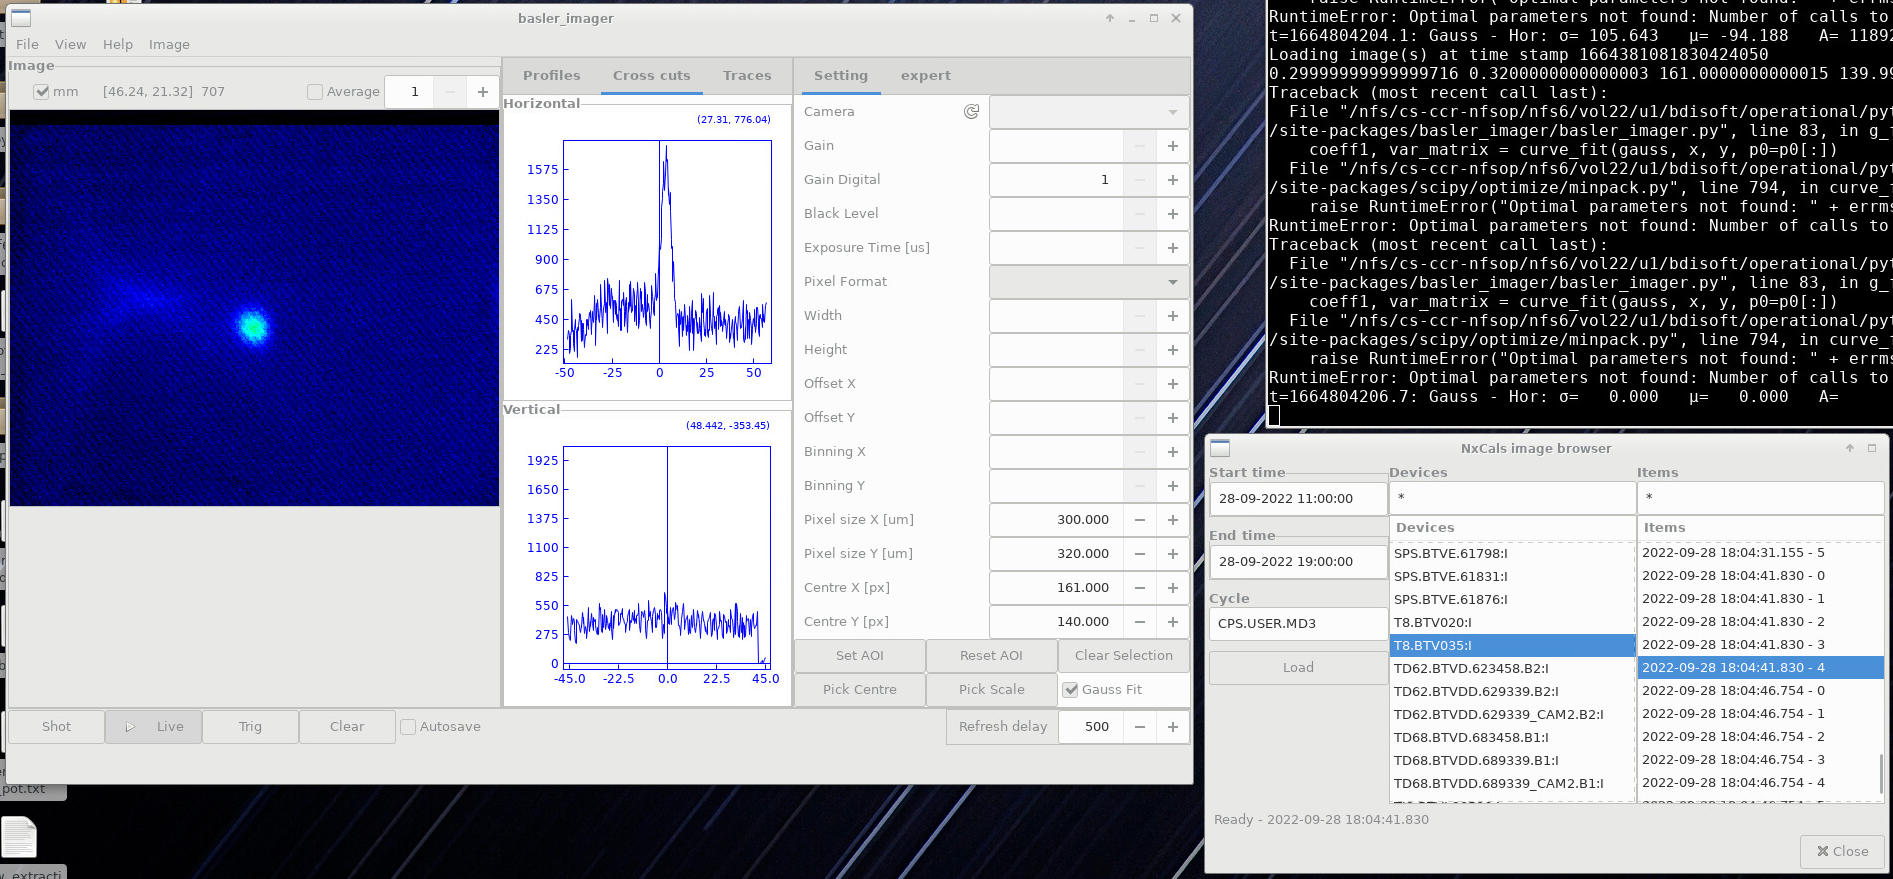 basler_imager
File View Help Image
Image
mm [46.24, 21.32] 707 Average 1
Profiles Cross cuts Traces
Horizontal
(27.31, 776.04)
1575
1350
1125
900
675
450
225
-50 -25 0 25 50
Vertical
(48.442, -353.45)
1925
1650
1375
1100
825
550
275
0
-45.0 -22.5 0.0 22.5 45.0
Setting expert
Camera
Gain
Gain Digital 1
Black Level
Exposure Time [us]
Pixel Format
Width
Height
Offset X
Offset Y
Binning X
Binning Y
Pixel size X [um] 300.000
Pixel size Y [um] 320.000
Centre X [px] 161.000
Centre Y [px] 140.000
Set AOI Reset AOI Clear Selection
Pick Centre Pick Scale Gauss Fit
Shot Live Trig Clear Autosave
Refresh delay 500
_pot.txt
RuntimeError: Optimal parameters not found: Number of calls to
t=1664804204.1: Gauss - Hor: σ= 105.643 μ= -94.188 A= 11892
Loading image(s) at time stamp 1664381081830424050
0.29999999999999716 0.3200000000000003 161.0000000000015 139.99
Traceback (most recent call last):
File "/nfs/cs-ccr-nfsop/nfs6/vol22/u1/bdisoft/operational/pyt
/site-packages/basler_imager/basler_imager.py", line 83, in g_
coeff1, var_matrix = curve_fit(gauss, x, y, p0=p0[:])
File "/nfs/cs-ccr-nfsop/nfs6/vol22/u1/bdisoft/operational/pyt
/site-packages/scipy/optimize/minpack.py", line 794, in curve_
raise RuntimeError("Optimal parameters not found: " + errms
RuntimeError: Optimal parameters not found: Number of calls to
Traceback (most recent call last):
File "/nfs/cs-ccr-nfsop/nfs6/vol22/u1/bdisoft/operational/pyt
/site-packages/basler_imager/basler_imager.py", line 83, in g_
coeff1, var_matrix = curve_fit(gauss, x, y, p0=p0[:])
File "/nfs/cs-ccr-nfsop/nfs6/vol22/u1/bdisoft/operational/pyt
/site-packages/scipy/optimize/minpack.py", line 794, in curve_
raise RuntimeError("Optimal parameters not found: " + errms
RuntimeError: Optimal parameters not found: Number of calls to
t=1664804206.7: Gauss - Hor: σ= 0.000 μ= 0.000 A=
NxCals image browser
Start time
28-09-2022 11:00:00
End time
28-09-2022 19:00:00
Cycle
CPS.USER.MD3
Load
Devices
*
Devices
SPS.BTVE.61798:I
SPS.BTVE.61831:I
SPS.BTVE.61876:I
T8.BTV020:I
T8.BTV035:I
TD62.BTVD.623458.B2:I
TD62.BTVDD.629339.B2:I
TD62.BTVDD.629339_CAM2.B2:I
TD68.BTVD.683458.B1:I
TD68.BTVDD.689339.B1:I
TD68.BTVDD.689339_CAM2.B1:I
Items
*
Items
2022-09-28 18:04:31.155 - 5
2022-09-28 18:04:41.830 - 0
2022-09-28 18:04:41.830 - 1
2022-09-28 18:04:41.830 - 2
2022-09-28 18:04:41.830 - 3
2022-09-28 18:04:41.830 - 4
2022-09-28 18:04:46.754 - 0
2022-09-28 18:04:46.754 - 1
2022-09-28 18:04:46.754 - 2
2022-09-28 18:04:46.754 - 3
2022-09-28 18:04:46.754 - 4
Ready - 2022-09-28 18:04:41.830
Close